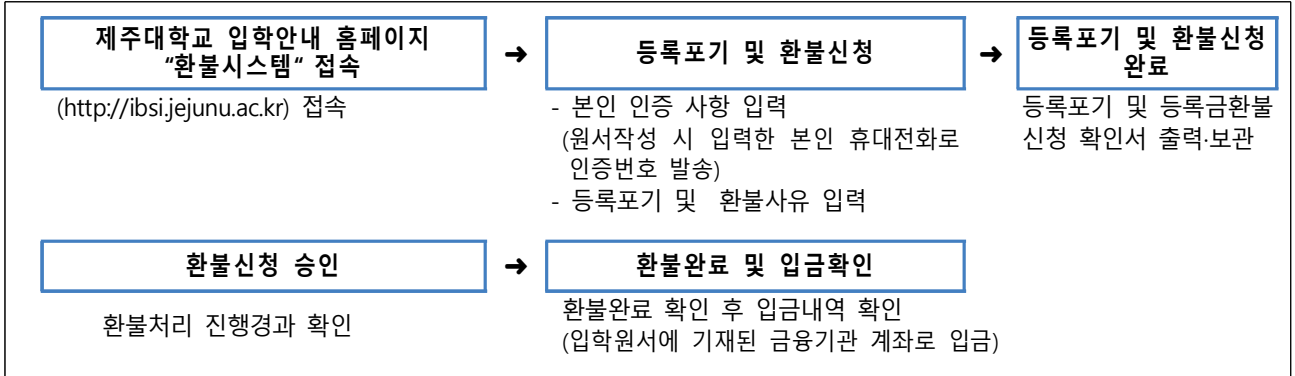 제주대학교 입학안내 홈페이지
“환불시스템“ 접속
➜
등록포기 및 환불신청
➜
등록포기 및 환불신청
완료
(http://ibsi.jejunu.ac.kr) 접속
- 본인 인증 사항 입력
(원서작성 시 입력한 본인 휴대전화로
인증번호 발송)
- 등록포기 및 환불사유 입력
등록포기 및 등록금환불
신청 확인서 출력·보관
환불신청 승인
➜
환불완료 및 입금확인
환불처리 진행경과 확인
환불완료 확인 후 입금내역 확인
(입학원서에 기재된 금융기관 계좌로 입금)